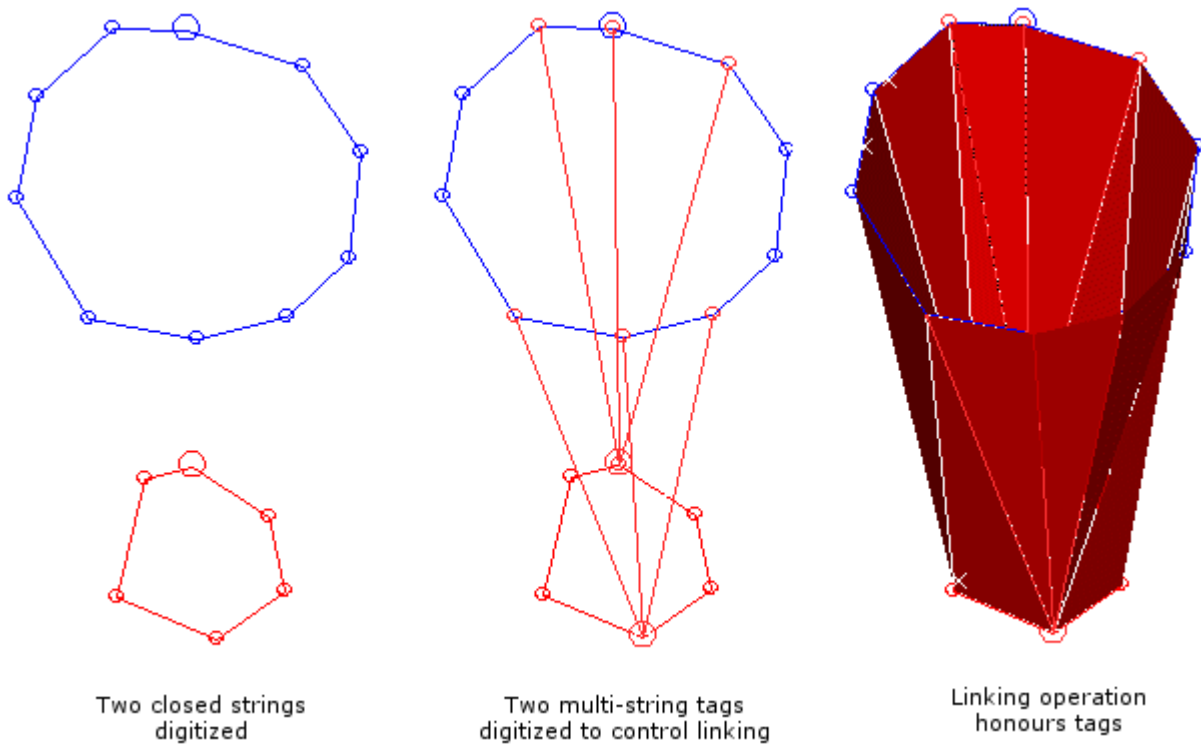 Two closed strings
digitized
Two multi-string tags
digitized to control linking
Linking operation
honours tags